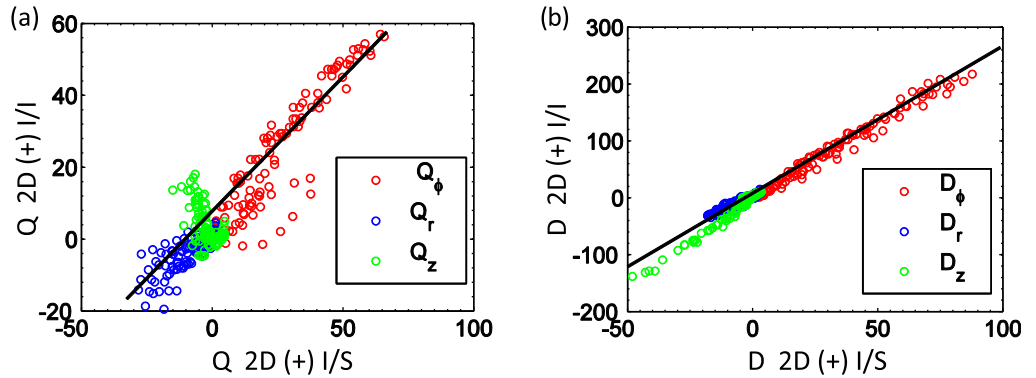 (a)
60
40
20
0
-20
-50
0
50
100
Q 2D (+) I/I
Q 2D (+) I/S
Qϕ
Qr
Qz
(b)
300
200
100
0
-100
-200
-50
0
50
100
D 2D (+) I/I
D 2D (+) I/S
Dϕ
Dr
Dz